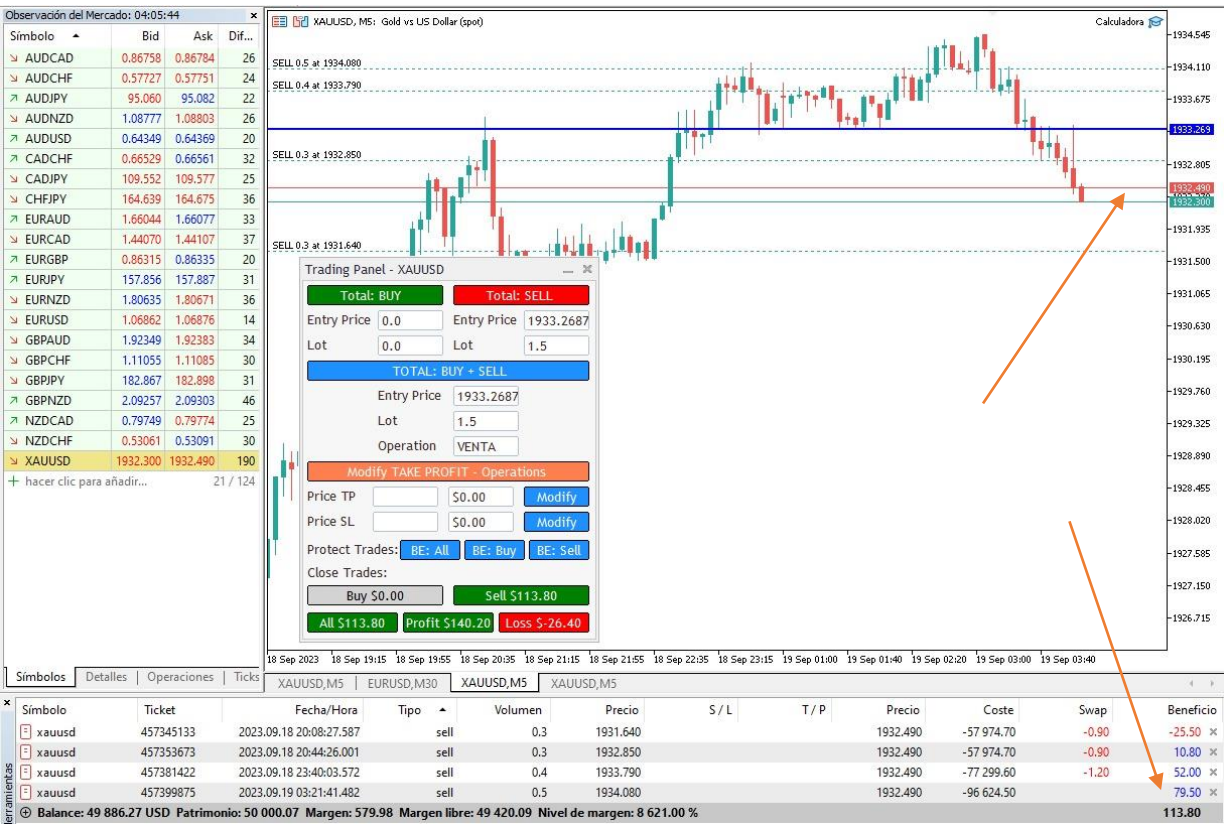 Observación del Mercado: 04:05:44
Símbolo Bid Ask Dif...
AUDCAD 0.86758 0.86784 26
AUDCHF 0.57727 0.57751 24
AUDJPY 95.060 95.082 22
AUDNZD 1.08777 1.08803 26
AUDUSD 0.64349 0.64369 20
CADCHF 0.66529 0.66561 32
CADJPY 109.552 109.577 25
CHFJPY 164.639 164.675 36
EURAUD 1.66044 1.66077 33
EURCAD 1.44070 1.44107 37
EURGBP 0.86315 0.86335 20
EURJPY 157.856 157.887 31
EURNZD 1.80635 1.80671 36
EURUSD 1.06862 1.06876 14
GBPAUD 1.92349 1.92383 34
GBPCHF 1.11055 1.11085 30
GBPJPY 182.867 182.898 31
GBPNZD 2.09257 2.09303 46
NZDCAD 0.79749 0.79774 25
NZDCHF 0.53061 0.53091 30
XAUUSD 1932.300 1932.490 190
hacer clic para añadir... 21 / 124
Símbolos Detalles Operaciones Ticks
XAUUSD, M5: Gold vs US Dollar (spot)
Calculadora
SELL 0.5 at 1934.080
SELL 0.4 at 1933.790
SELL 0.3 at 1932.850
SELL 0.3 at 1931.640
1934.545
1934.110
1933.675
1933.269
1932.805
1932.490
1932.300
1931.935
1931.500
1931.065
1930.630
1930.195
1929.760
1929.325
1928.890
1928.455
1928.020
1927.585
1927.150
1926.715
Trading Panel - XAUUSD
Total: BUY Total: SELL
Entry Price 0.0 Entry Price 1933.2687
Lot 0.0 Lot 1.5
TOTAL: BUY + SELL
Entry Price 1933.2687
Lot 1.5
Operation VENTA
Modify TAKE PROFIT - Operations
Price TP $0.00 Modify
Price SL $0.00 Modify
Protect Trades: BE: All BE: Buy BE: Sell
Close Trades:
Buy $0.00 Sell $113.80
All $113.80 Profit $140.20 Loss $-26.40
18 Sep 2023 18 Sep 19:15 18 Sep 19:55 18 Sep 20:35 18 Sep 21:15 18 Sep 21:55 18 Sep 22:35 18 Sep 23:15 19 Sep 01:00 19 Sep 01:40 19 Sep 02:20 19 Sep 03:00 19 Sep 03:40
XAUUSD,M5 EURUSD,M30 XAUUSD,M5 XAUUSD,M5
Símbolo Ticket Fecha/Hora Tipo Volumen Precio S / L T / P Precio Coste Swap Beneficio
xauusd 457345133 2023.09.18 20:08:27.587 sell 0.3 1931.640 1932.490 -57 974.70 -0.90 -25.50
xauusd 457353673 2023.09.18 20:44:26.001 sell 0.3 1932.850 1932.490 -57 974.70 -0.90 10.80
xauusd 457381422 2023.09.18 23:40:03.572 sell 0.4 1933.790 1932.490 -77 299.60 -1.20 52.00
xauusd 457399875 2023.09.19 03:21:41.482 sell 0.5 1934.080 1932.490 -96 624.50 79.50
Balance: 49 886.27 USD Patrimonio: 50 000.07 Margen: 579.98 Margen libre: 49 420.09 Nivel de margen: 8 621.00 % 113.80